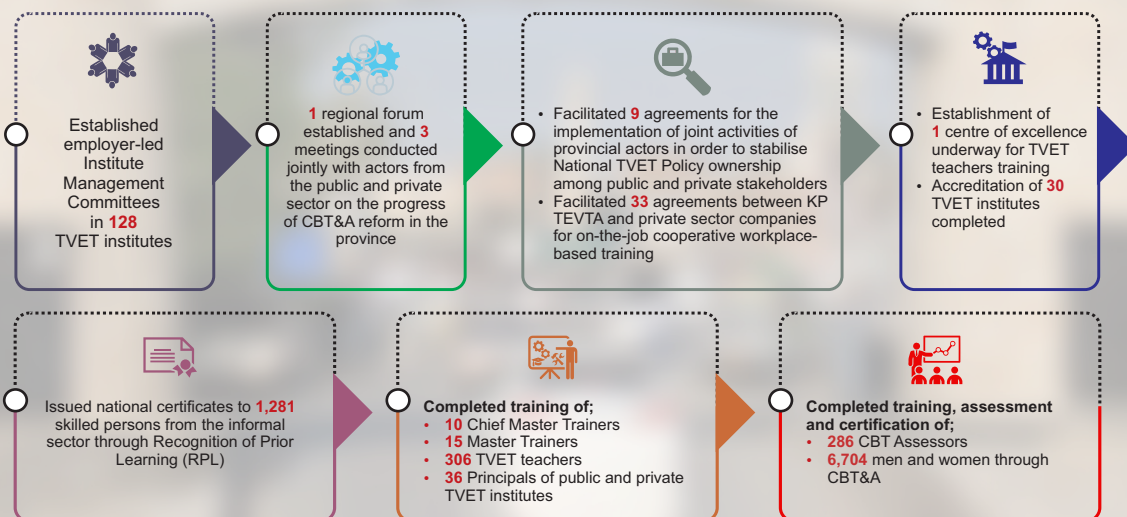 Established
employer-led
Institute
Management
Committees
in 128
TVET institutes
1 regional forum
established and 3
meetings conducted
jointly with actors from
the public and private
sector on the progress
of CBT&A reform in the
province
• Facilitated 9 agreements for the
implementation of joint activities of
provincial actors in order to stabilise
National TVET Policy ownership
among public and private stakeholders
• Facilitated 33 agreements between KP
TEVTA and private sector companies
for on-the-job cooperative workplace-
based training
• Establishment of
1 centre of excellence
underway for TVET
teachers training
• Accreditation of 30
TVET institutes
completed
Issued national certificates to 1,281
skilled persons from the informal
sector through Recognition of Prior
Learning (RPL)
Completed training of;
• 10 Chief Master Trainers
• 15 Master Trainers
• 306 TVET teachers
• 36 Principals of public and private
TVET institutes
Completed training, assessment
and certification of;
• 286 CBT Assessors
• 6,704 men and women through
CBT&A